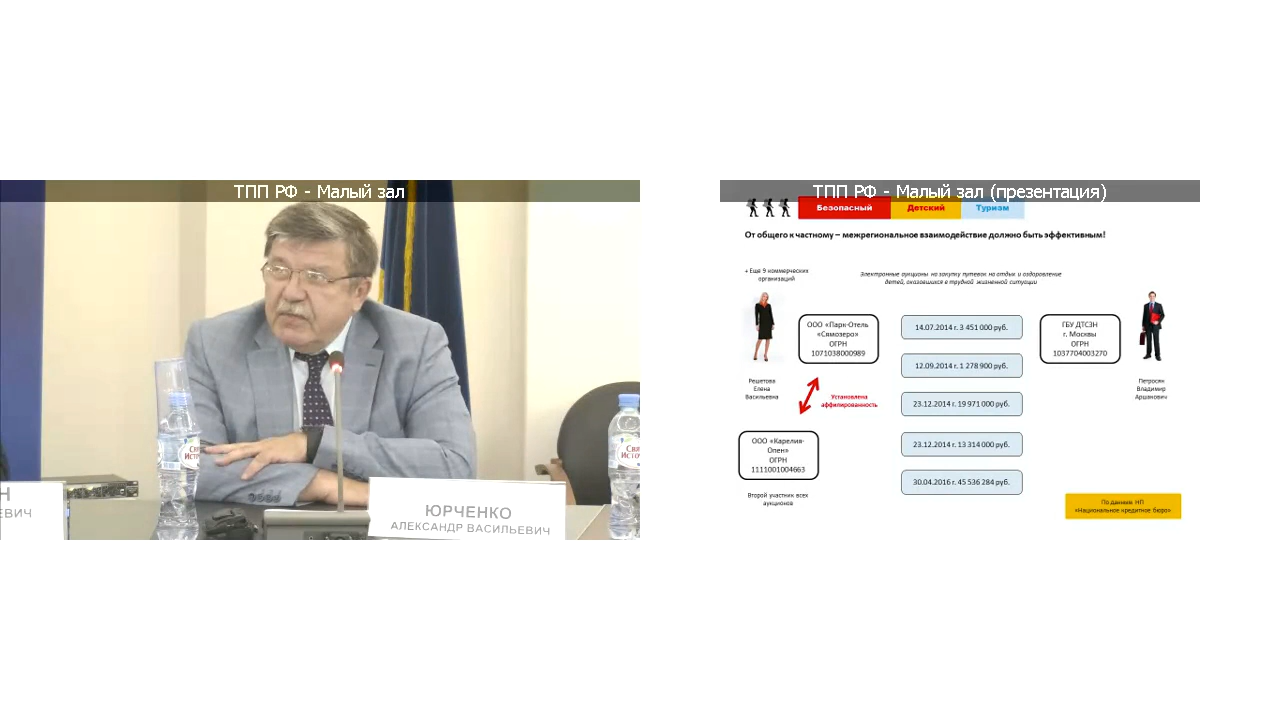 ТПП РФ - Малый зал
Н
ЕВИЧ
ЮРЧЕНКО
АЛЕКСАНДР ВАСИЛЬЕВИЧ
ТПП РФ - Малый зал (презентация)
Безопасный Детский Туризм
От общего к частному – межрегиональное взаимодействие должно быть эффективным!
+ Еще 9 коммерческих
организаций
Электронные аукционы на закупку путевок на отдых и оздоровление
детей, оказавшихся в трудной жизненной ситуации
ООО «Парк-Отель
«Сямозеро»
ОГРН
1071038000989
14.07.2014 г. 3 451 000 руб.
12.09.2014 г. 1 278 900 руб.
23.12.2014 г. 19 971 000 руб.
23.12.2014 г. 13 314 000 руб.
30.04.2016 г. 45 536 284 руб.
ГБУ ДТСЗН
г. Москвы
ОГРН
1037704003270
Решетова
Елена
Васильевна
Установлена
аффилированность
Петросян
Владимир
Аршакович
ООО «Карелия-
Опен»
ОГРН
1111001004663
Второй участник всех
аукционов
По данным НП
«Национальное кредитное бюро»